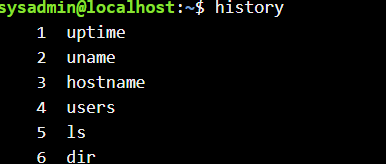 sysadmin@localhost:~$ history
1 uptime
2 uname
3 hostname
4 users
5 ls
6 dir